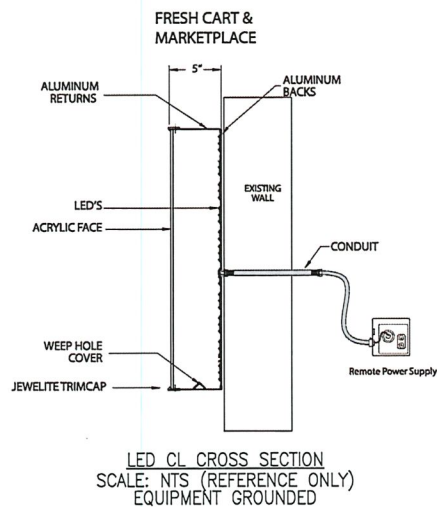 FRESH CART &
MARKETPLACE
5"
ALUMINUM
RETURNS
ALUMINUM
BACKS
EXISTING
WALL
LED'S
ACRYLIC FACE
CONDUIT
WEEP HOLE
COVER
Remote Power Supply
JEWELITE TRIMCAP
LED CL CROSS SECTION
SCALE: NTS (REFERENCE ONLY)
EQUIPMENT GROUNDED